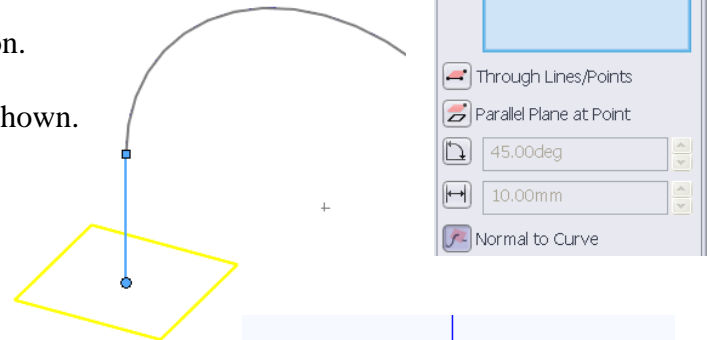 on.
hown.
Through Lines/Points
Parallel Plane at Point
45.00deg
10.00mm
Normal to Curve